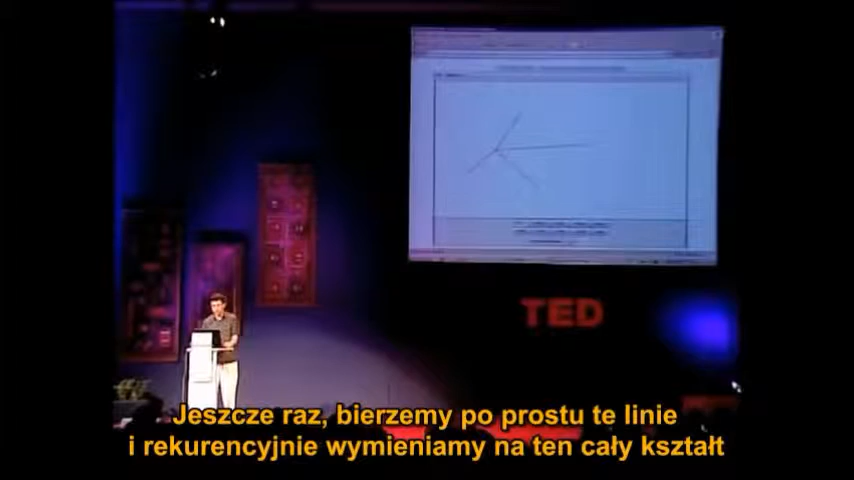 TED
Jeszcze raz, bierzemy po prostu te linie
i rekurencyjnie wymieniamy na ten cały kształt